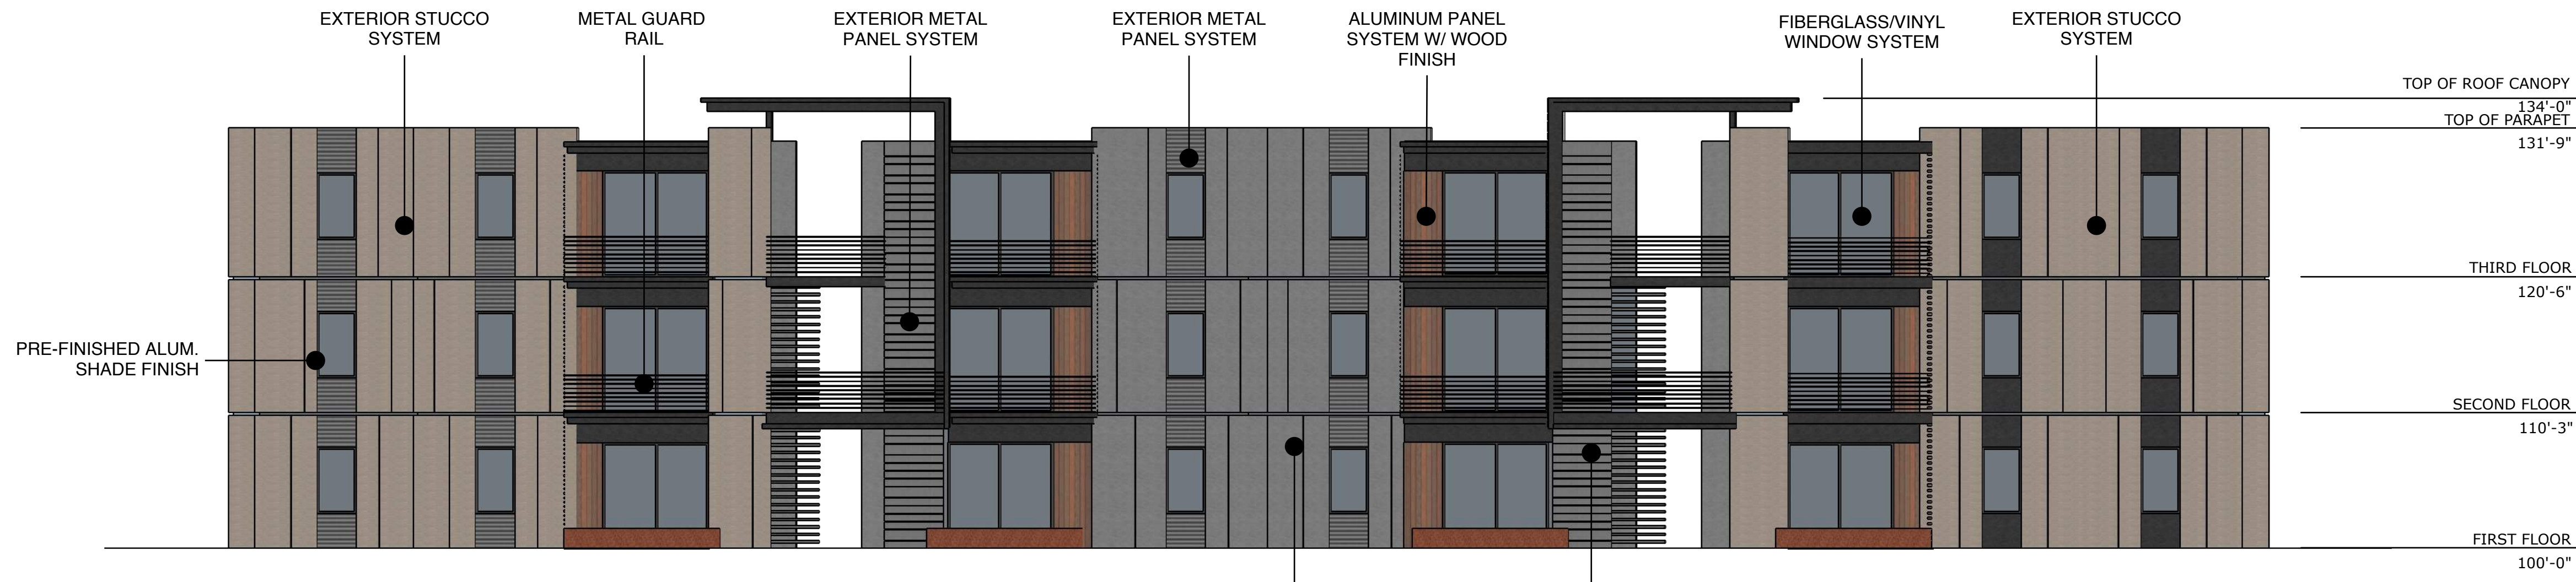 EXTERIOR STUCCO
SYSTEM
METAL GUARD
RAIL
EXTERIOR METAL
PANEL SYSTEM
EXTERIOR METAL
PANEL SYSTEM
ALUMINUM PANEL
SYSTEM W/ WOOD
FINISH
FIBERGLASS/VINYL
WINDOW SYSTEM
EXTERIOR STUCCO
SYSTEM
TOP OF ROOF CANOPY
134'-0"
TOP OF PARAPET
131'-9"
THIRD FLOOR
120'-6"
PRE-FINISHED ALUM.
SHADE FINISH
SECOND FLOOR
110'-3"
FIRST FLOOR
100'-0"